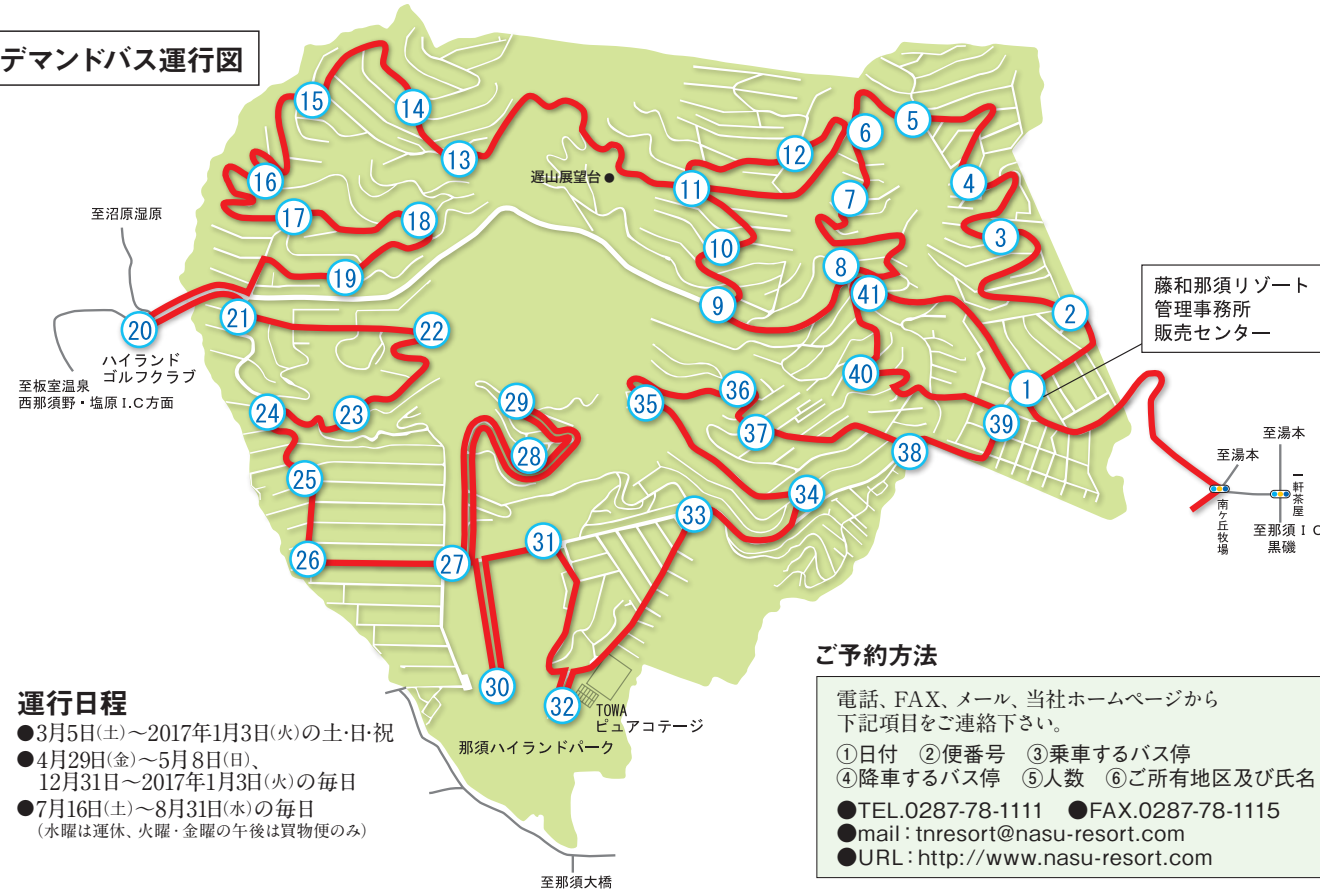 デマンドバス運行図
15
14
13
16
17
18
19
20
21
22
23
24
25
26
27
28
29
30
31
32
33
34
35
36
37
38
39
40
41
1
2
3
4
5
6
7
8
9
10
11
12
遅山展望台
至沼原湿原
ハイランド
ゴルフクラブ
至板室温泉
西那須野・塩原I.C方面
藤和那須リゾート
管理事務所
販売センター
至湯本
至湯本
南ヶ丘牧場
一軒茶屋
至那須IC
黒磯
TOWA
ピュアコテージ
那須ハイランドパーク
至那須大橋
運行日程
●3月5日(土)～2017年1月3日(火)の土・日・祝
●4月29日(金)～5月8日(日)、
12月31日～2017年1月3日(火)の毎日
●7月16日(土)～8月31日(水)の毎日
(水曜は運休、火曜・金曜の午後は買物便のみ)
ご予約方法
電話、FAX、メール、当社ホームページから
下記項目をご連絡下さい。
①日付 ②便番号 ③乗車するバス停
④降車するバス停 ⑤人数 ⑥ご所有地区及び氏名
●TEL.0287-78-1111 ●FAX.0287-78-1115
●mail：tnresort@nasu-resort.com
●URL：http://www.nasu-resort.com